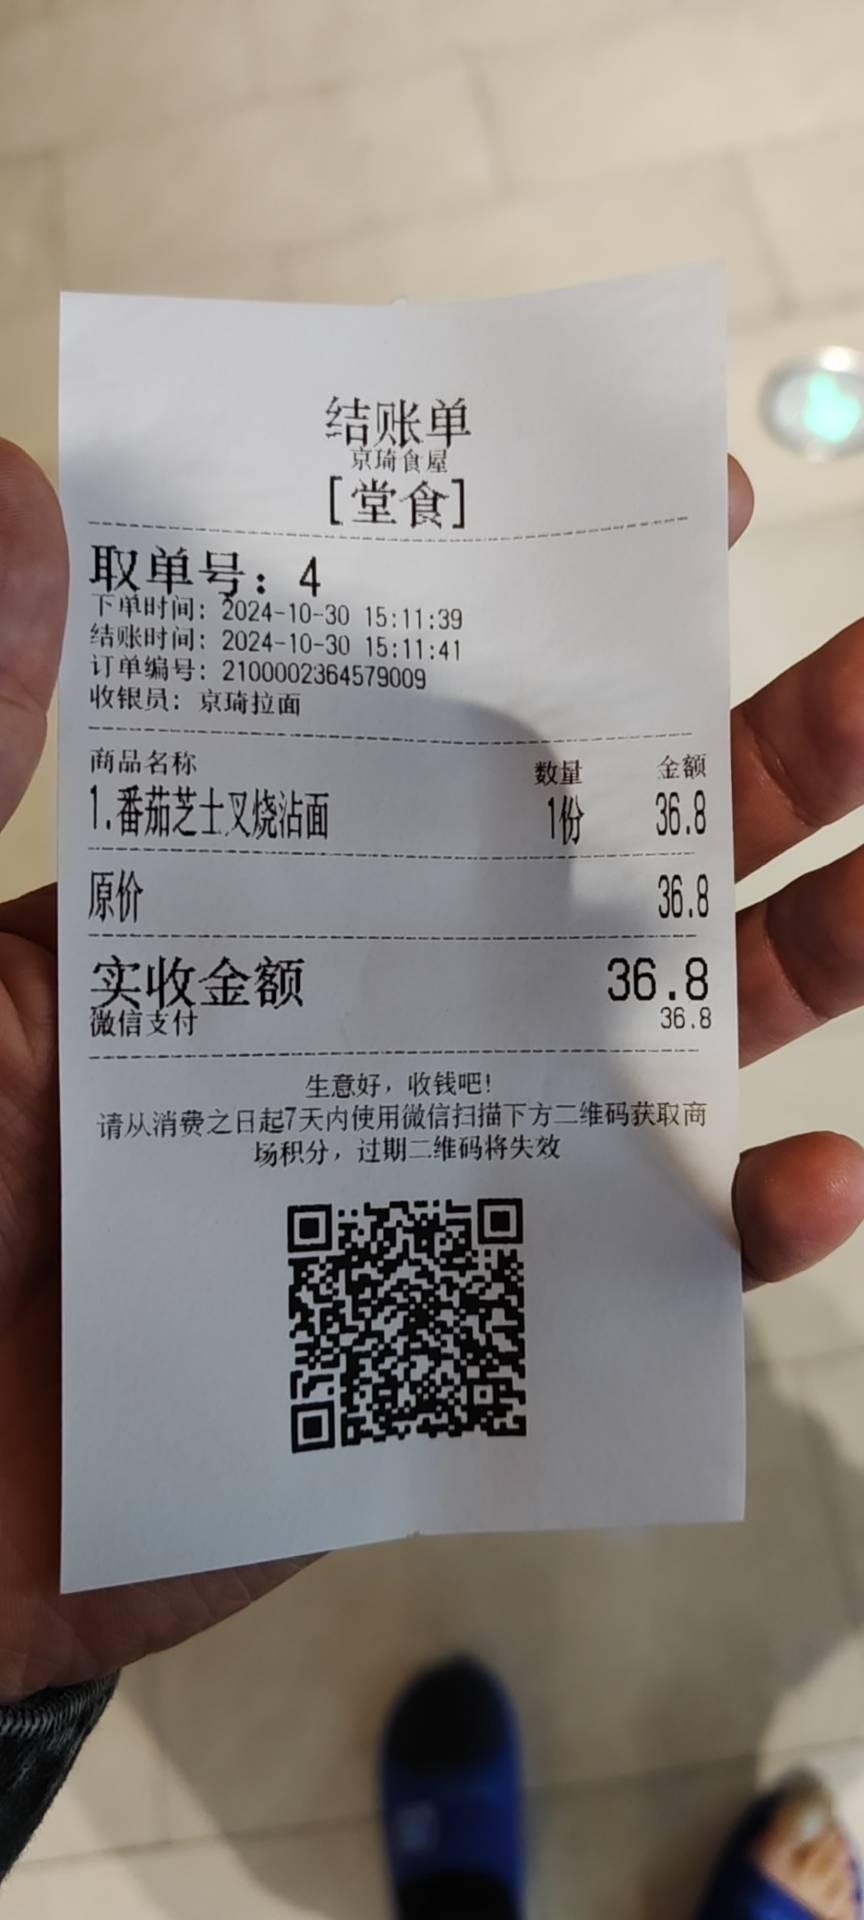 结账单
京琦食屋
[堂食]
取单号：4
下单时间：2024-10-30 15:11:39
结账时间：2024-10-30 15:11:41
订单编号：2100002364579009
收银员：京琦拉面
商品名称 数量 金额
1.番茄芝士叉烧沾面 1份 36.8
原价 36.8
实收金额 36.8
微信支付 36.8
生意好，收钱吧!
请从消费之日起7天内使用微信扫描下方二维码获取商
场积分，过期二维码将失效